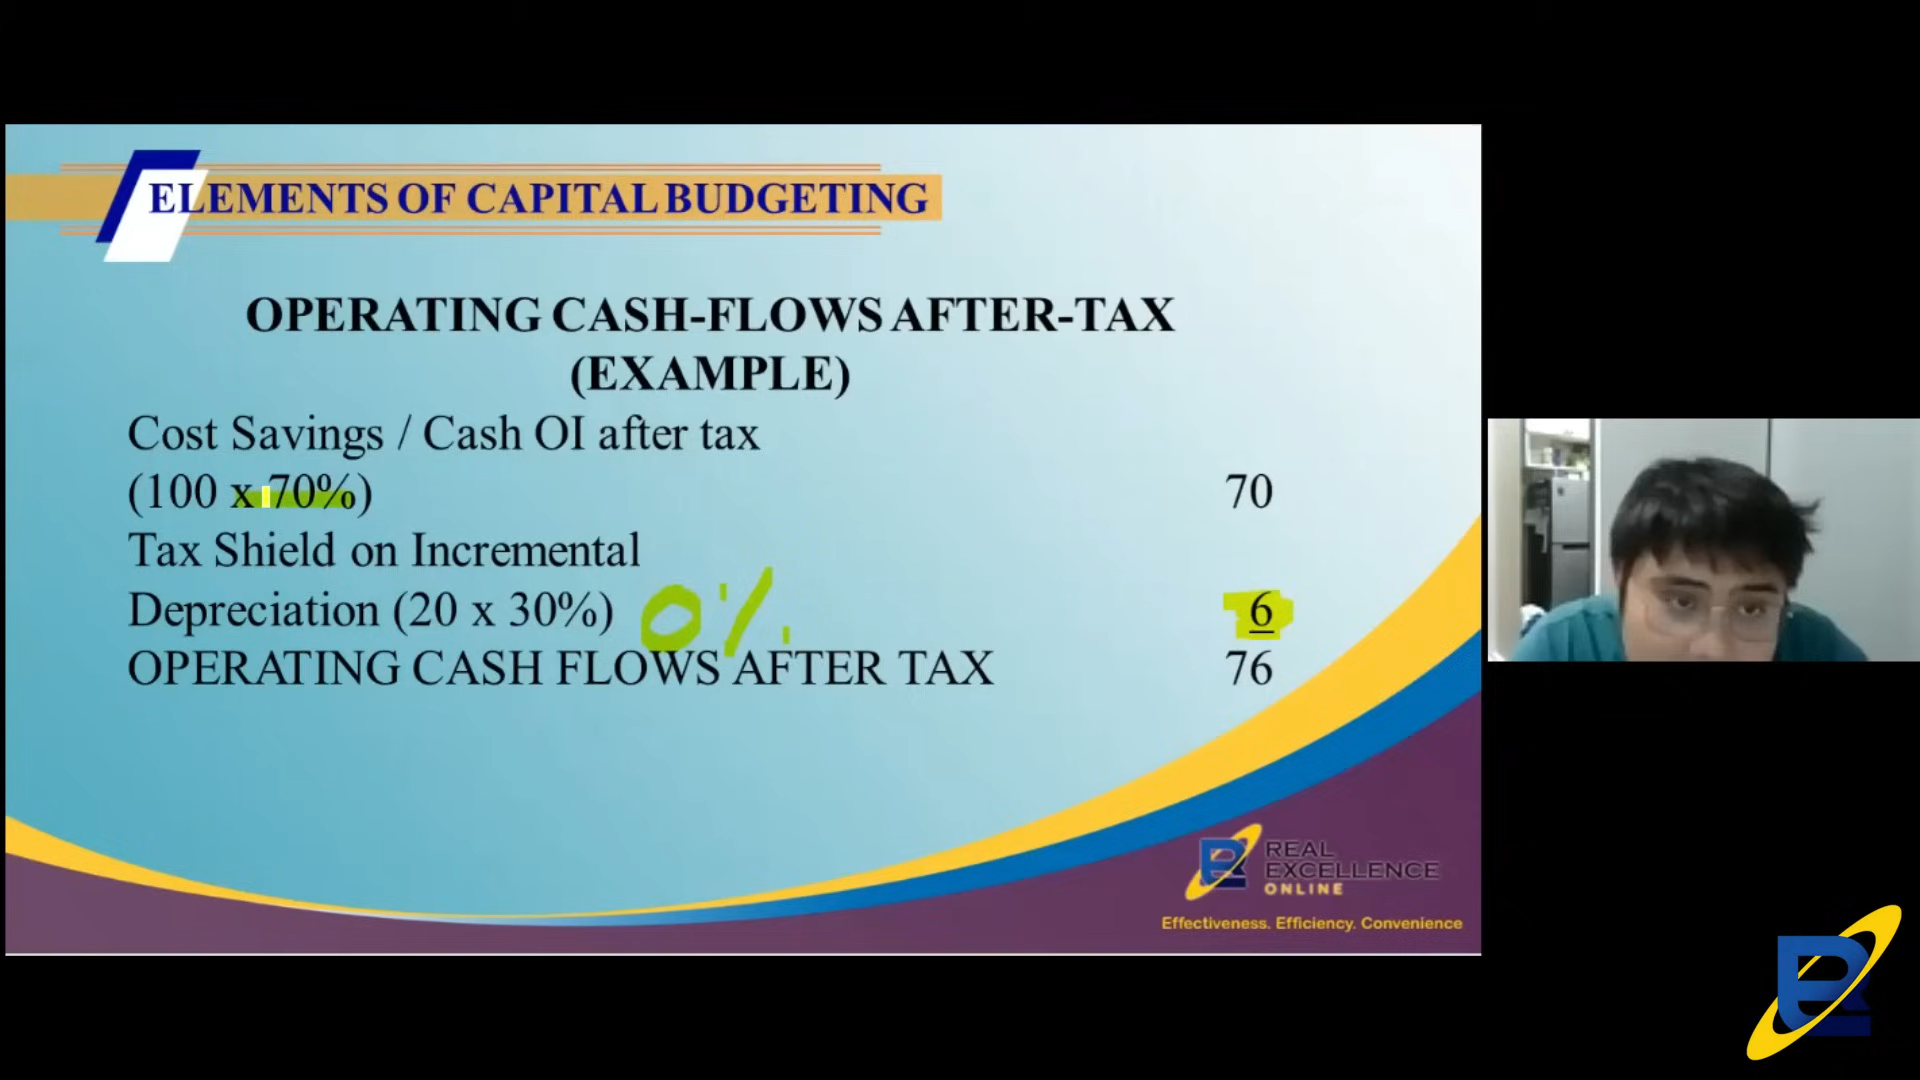 ELEMENTS OF CAPITAL BUDGETING
OPERATING CASH-FLOWS AFTER-TAX
(EXAMPLE)
Cost Savings / Cash OI after tax
(100 x 70%) 70
Tax Shield on Incremental
Depreciation (20 x 30%) 0% 6
OPERATING CASH FLOWS AFTER TAX 76
REAL
EXCELLENCE
ONLINE
Effectiveness. Efficiency. Convenience